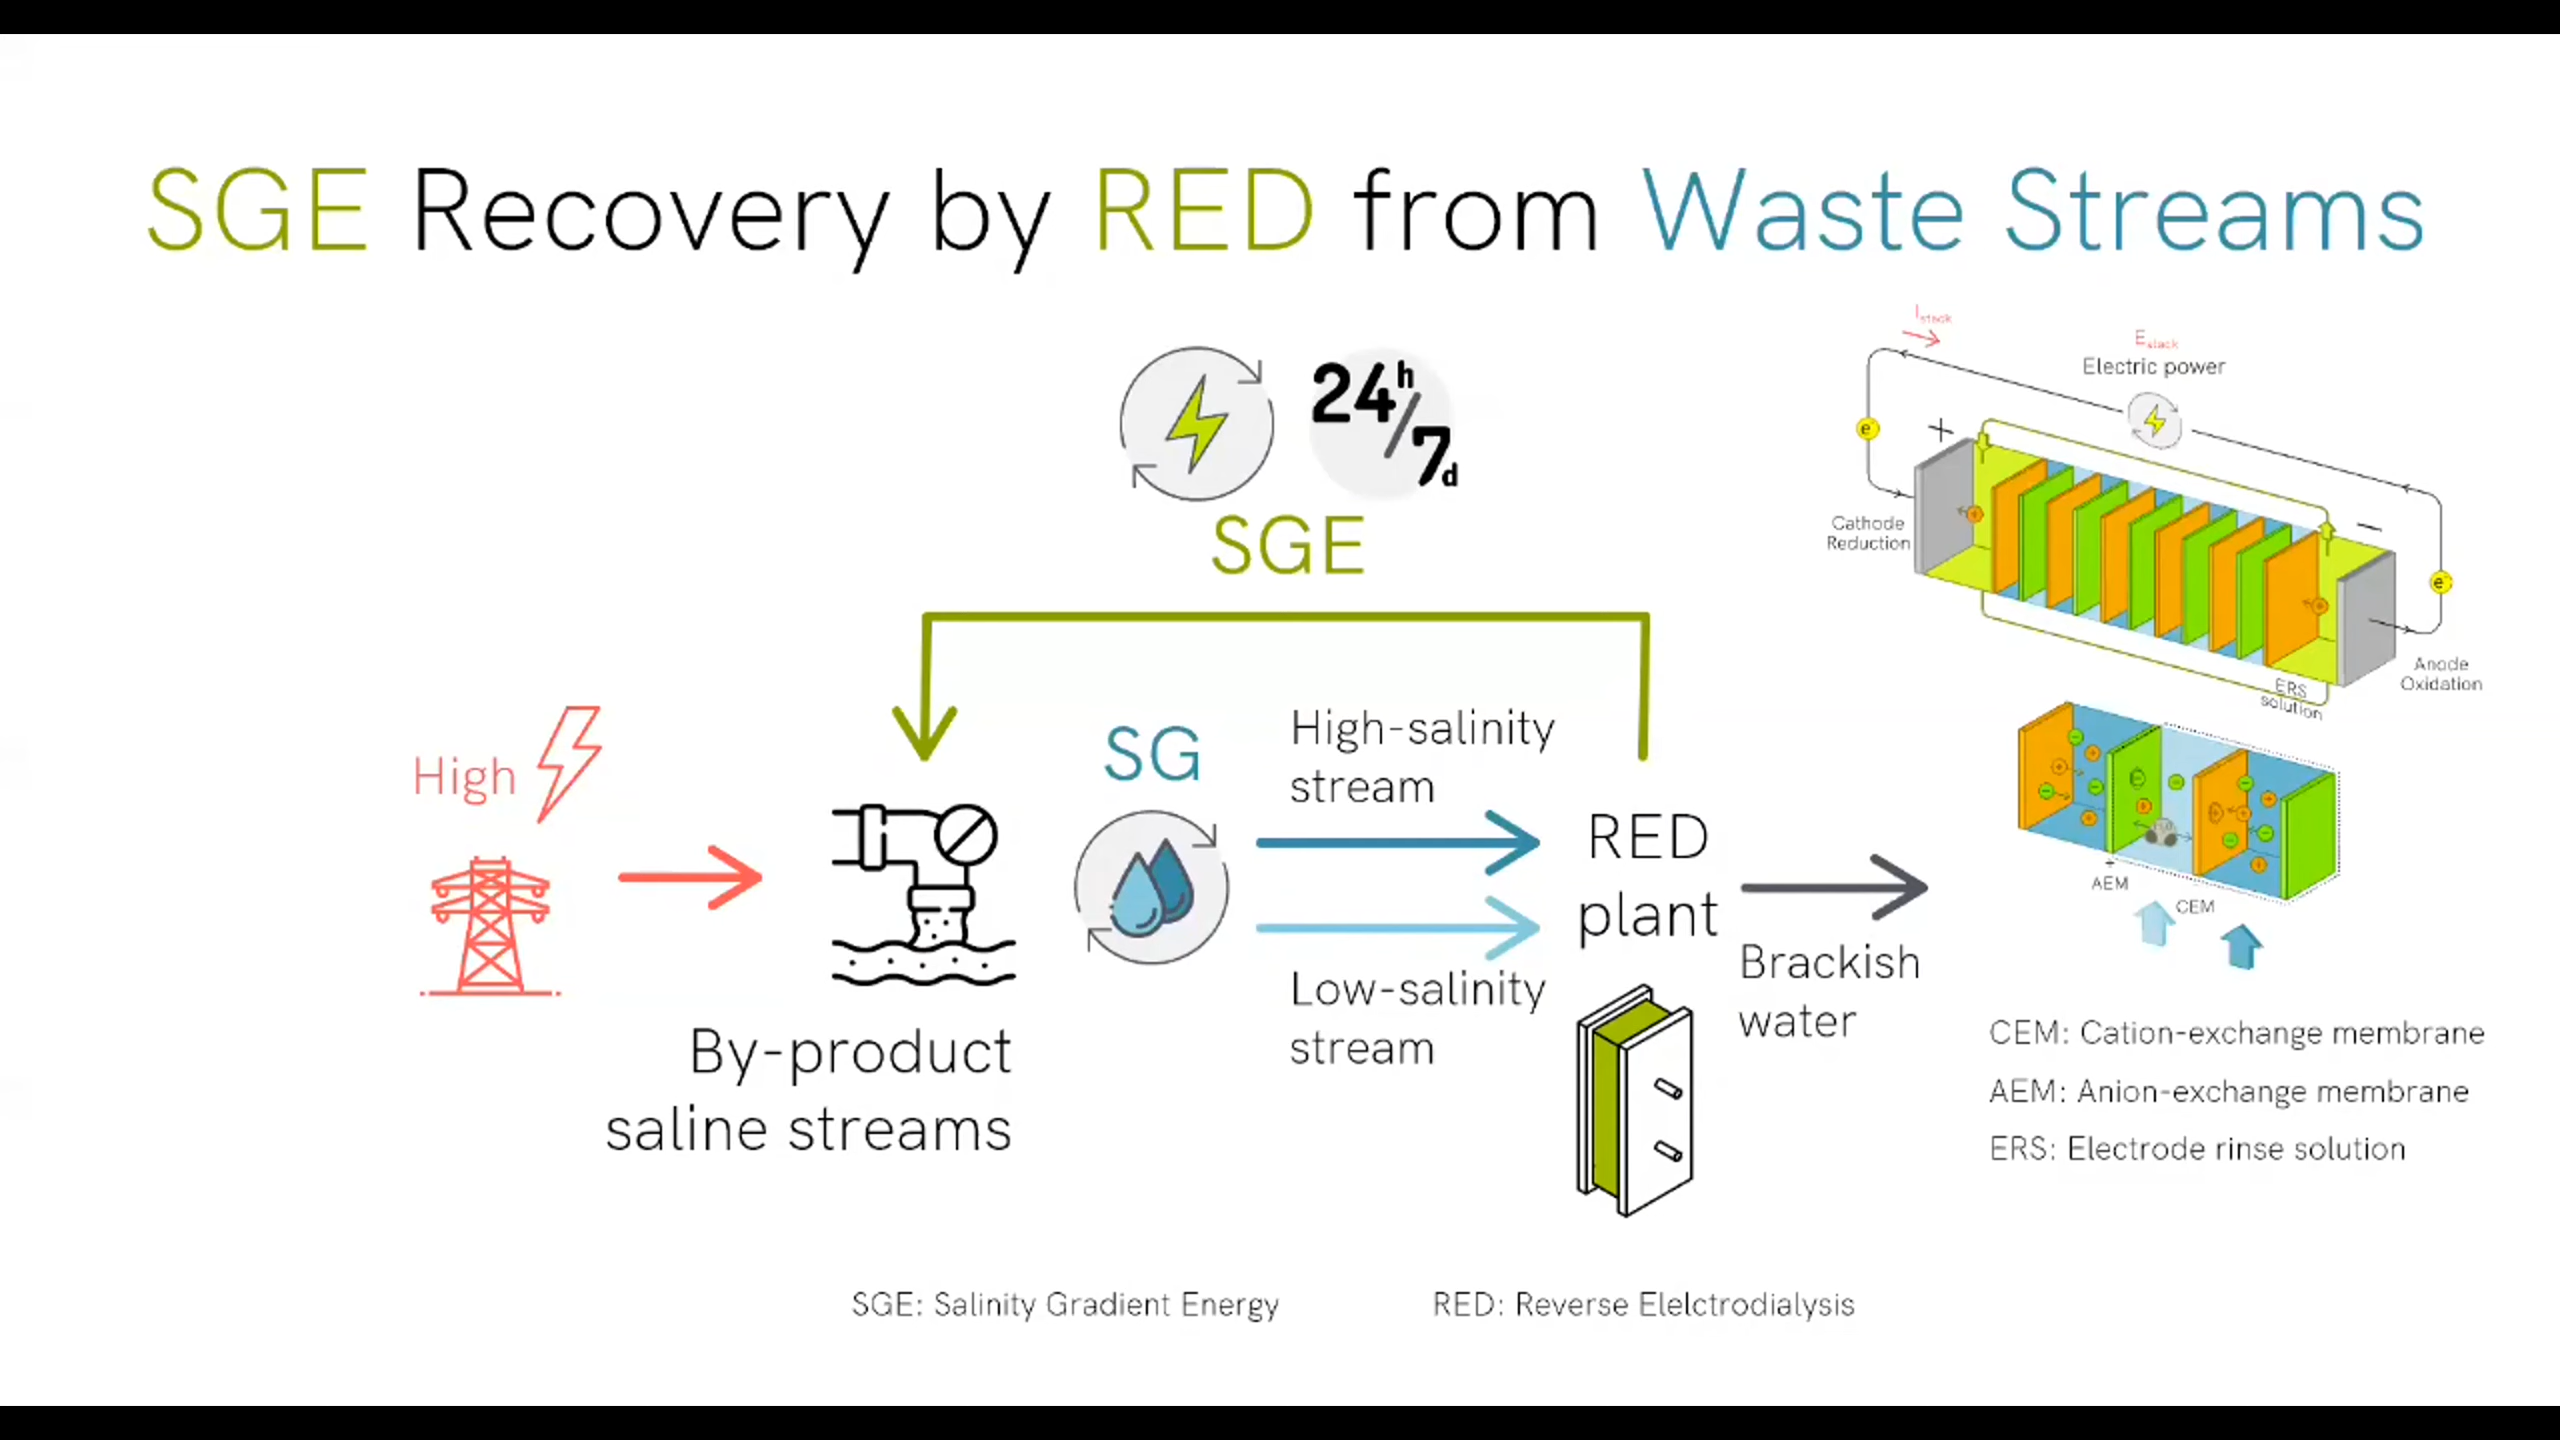 SGE Recovery by RED from Waste Streams
24h/7d
SGE
High
By-product
saline streams
SG
High-salinity
stream
Low-salinity
stream
RED
plant
Brackish
water
Istack
Estack
Electric power
+
e-
Cathode
Reduction
−
e-
Anode
Oxidation
ERS
solution
AEM
CEM
CEM: Cation-exchange membrane
AEM: Anion-exchange membrane
ERS: Electrode rinse solution
SGE: Salinity Gradient Energy
RED: Reverse Elelctrodialysis